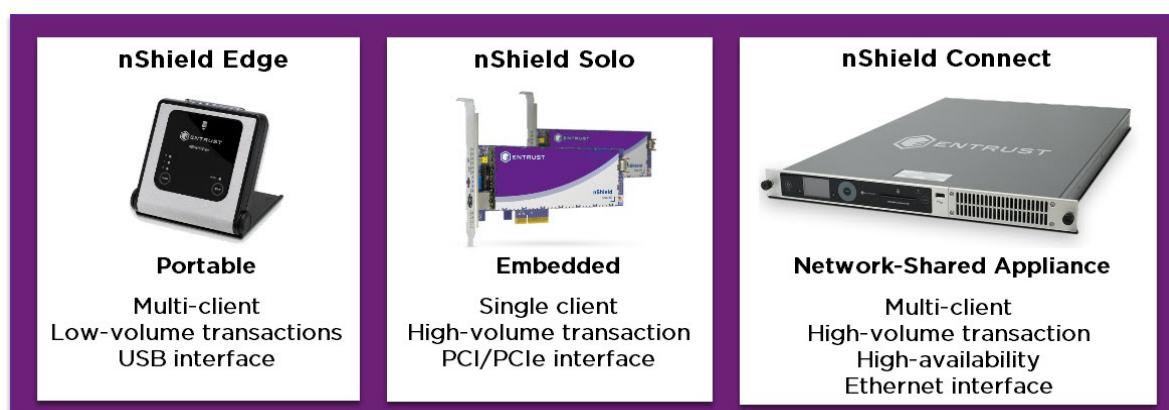 nShield Edge
ENTRUST
Portable
Multi-client
Low-volume transactions
USB interface
nShield Solo
ENTRUST
ENTRUST
nShield
Embedded
Single client
High-volume transaction
PCI/PCIe interface
nShield Connect
ENTRUST
Network-Shared Appliance
Multi-client
High-volume transaction
High-availability
Ethernet interface